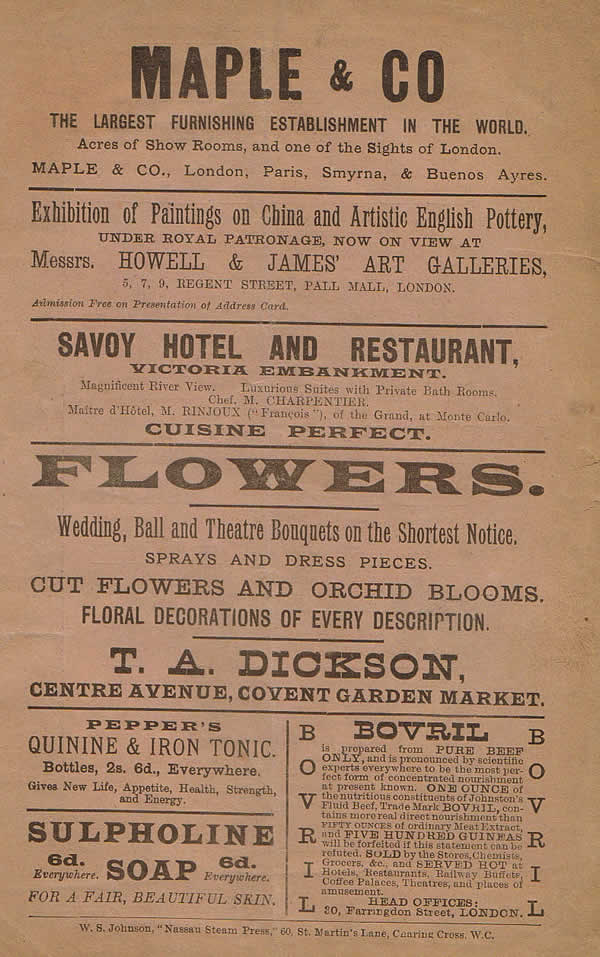 MAPLE & CO
THE LARGEST FURNISHING ESTABLISHMENT IN THE WORLD.
Acres of Show Rooms, and one of the Sights of London.
MAPLE & CO., London, Paris, Smyrna, & Buenos Ayres.
Exhibition of Paintings on China and Artistic English Pottery,
UNDER ROYAL PATRONAGE, NOW ON VIEW AT
Messrs. HOWELL & JAMES' ART GALLERIES,
5, 7, 9, REGENT STREET, PALL MALL, LONDON.
Admission Free on Presentation of Address Card.
SAVOY HOTEL AND RESTAURANT,
VICTORIA EMBANKMENT.
Magnificent River View. Luxurious Suites with Private Bath Rooms.
Chef, M. CHARPENTIER.
Maître d'Hôtel, M. RINJOUX ("François"), of the Grand, at Monte Carlo.
CUISINE PERFECT.
FLOWERS.
Wedding, Ball and Theatre Bouquets on the Shortest Notice.
SPRAYS AND DRESS PIECES.
CUT FLOWERS AND ORCHID BLOOMS.
FLORAL DECORATIONS OF EVERY DESCRIPTION.
T. A. DICKSON,
CENTRE AVENUE, COVENT GARDEN MARKET.
PEPPER'S
QUININE & IRON TONIC.
Bottles, 2s. 6d., Everywhere.
Gives New Life, Appetite, Health, Strength,
and Energy.
SULPHOLINE
6d. Everywhere. SOAP 6d. Everywhere.
FOR A FAIR, BEAUTIFUL SKIN.
BOVRIL
BOVRIL
is prepared from PURE BEEF
ONLY, and is pronounced by scientific
experts everywhere to be the most per-
fect form of concentrated nourishment
at present known. ONE OUNCE of
the nutritious constituents of Johnston's
Fluid Beef, Trade Mark BOVRIL, con-
tains more real direct nourishment than
FIFTY OUNCES of ordinary Meat Extract,
and FIVE HUNDRED GUINEAS
will be forfeited if this statement can be
refuted. SOLD by the Stores, Chemists,
Grocers, &c., and SERVED HOT at
Hotels, Restaurants, Railway Buffets,
Coffee Palaces, Theatres, and places of
amusement.
HEAD OFFICES:
30, Farringdon Street, LONDON.
BOVRIL
W. S. Johnson, "Nassau Steam Press," 60, St. Martin's Lane, Charing Cross, W.C.